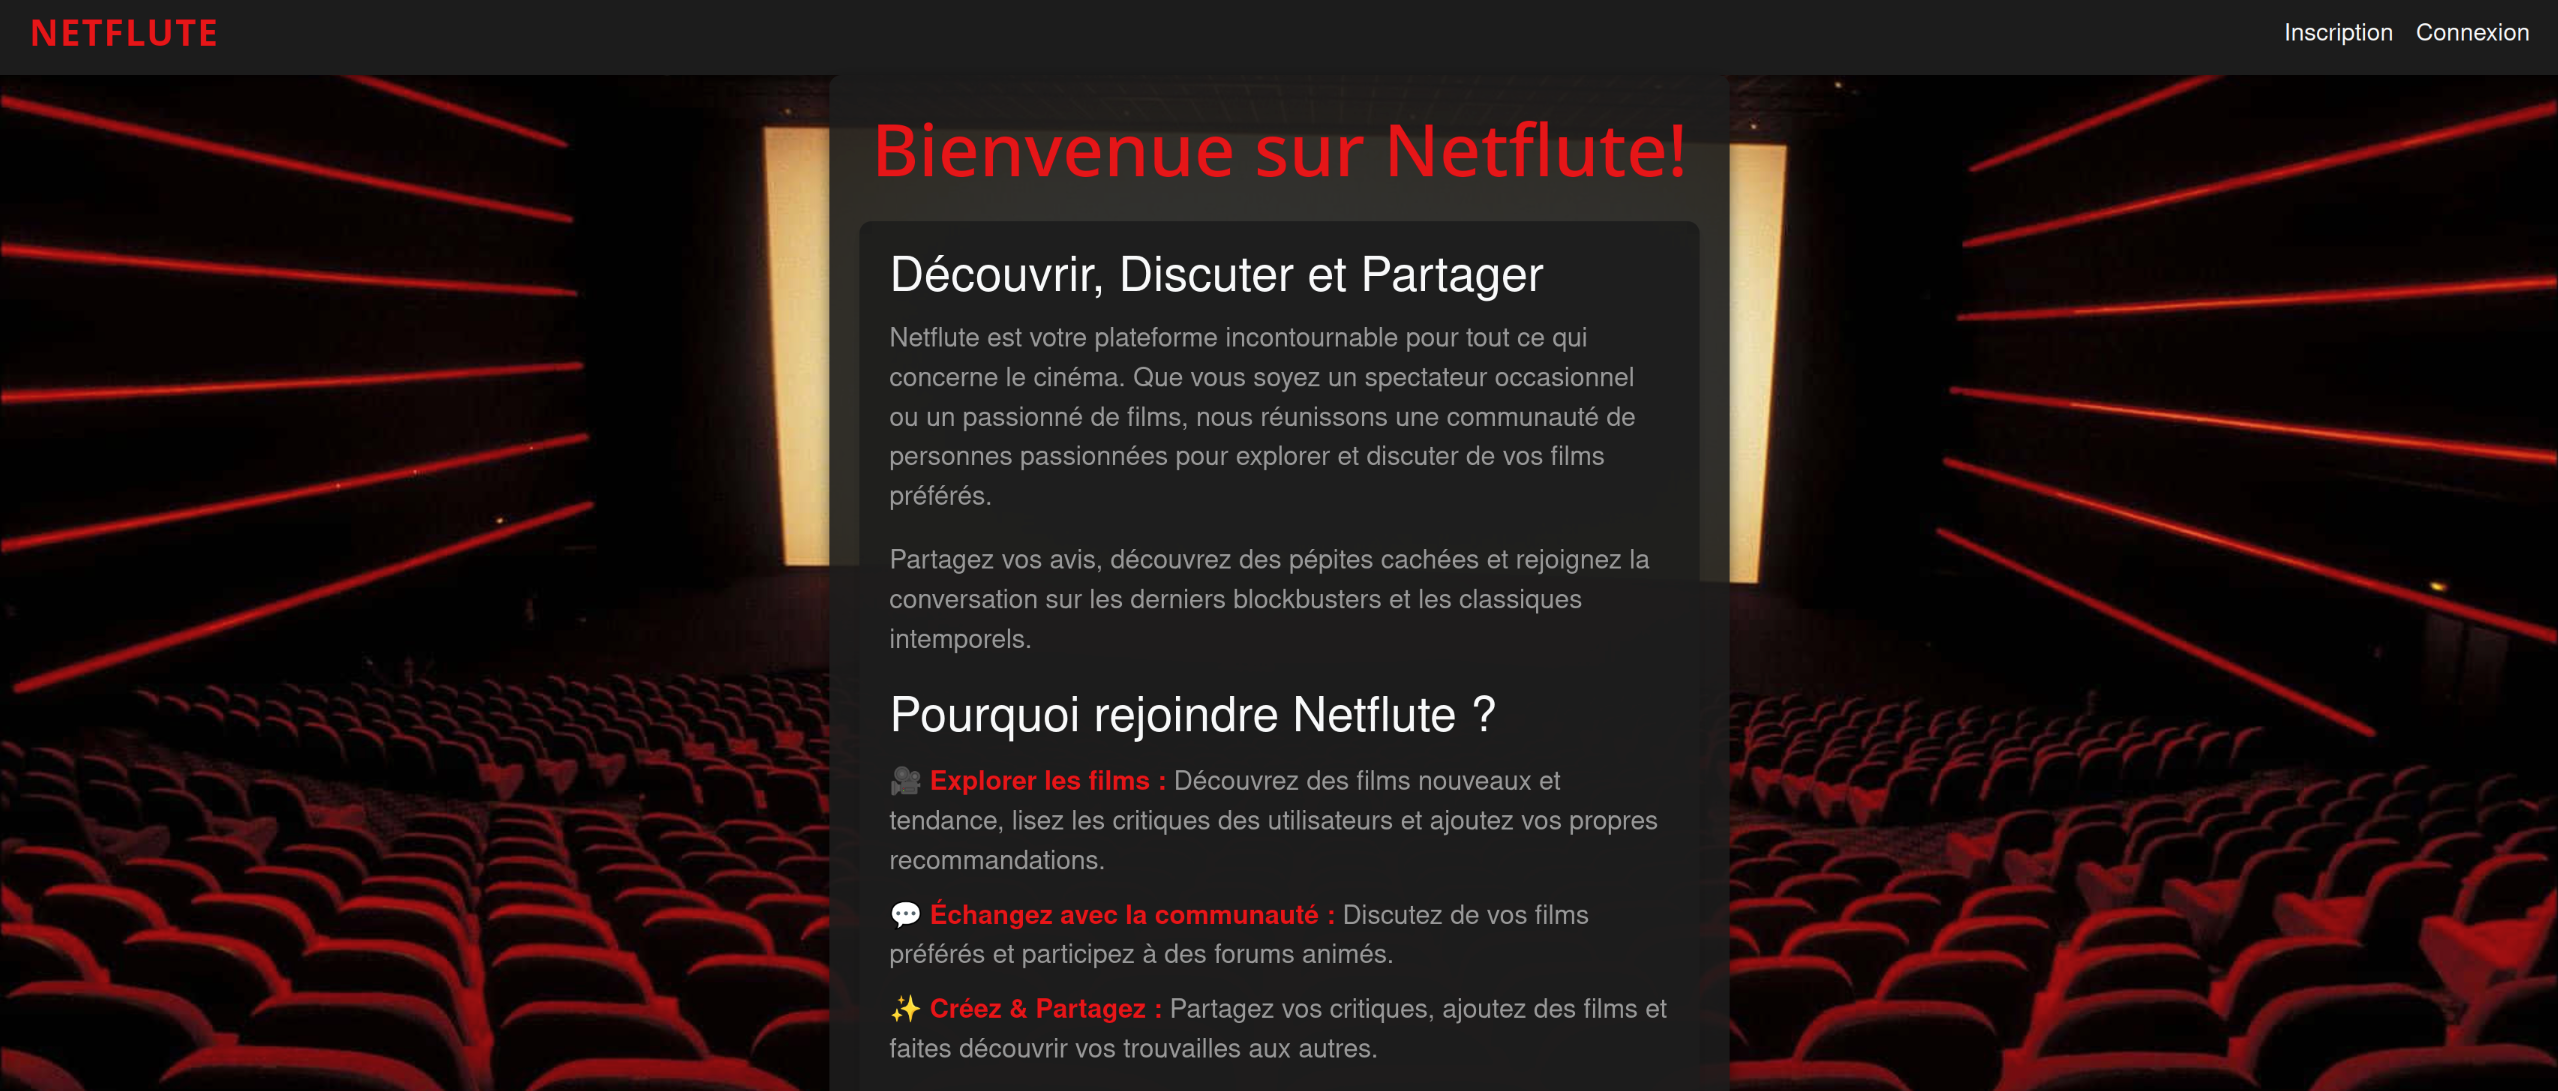 NETFLUTE
Inscription Connexion
Bienvenue sur Netflute!
Découvrir, Discuter et Partager
Netflute est votre plateforme incontournable pour tout ce qui
concerne le cinéma. Que vous soyez un spectateur occasionnel
ou un passionné de films, nous réunissons une communauté de
personnes passionnées pour explorer et discuter de vos films
préférés.
Partagez vos avis, découvrez des pépites cachées et rejoignez la
conversation sur les derniers blockbusters et les classiques
intemporels.
Pourquoi rejoindre Netflute ?
🎥 Explorer les films : Découvrez des films nouveaux et
tendance, lisez les critiques des utilisateurs et ajoutez vos propres
recommandations.
💬 Échangez avec la communauté : Discutez de vos films
préférés et participez à des forums animés.
✨ Créez & Partagez : Partagez vos critiques, ajoutez des films et
faites découvrir vos trouvailles aux autres.